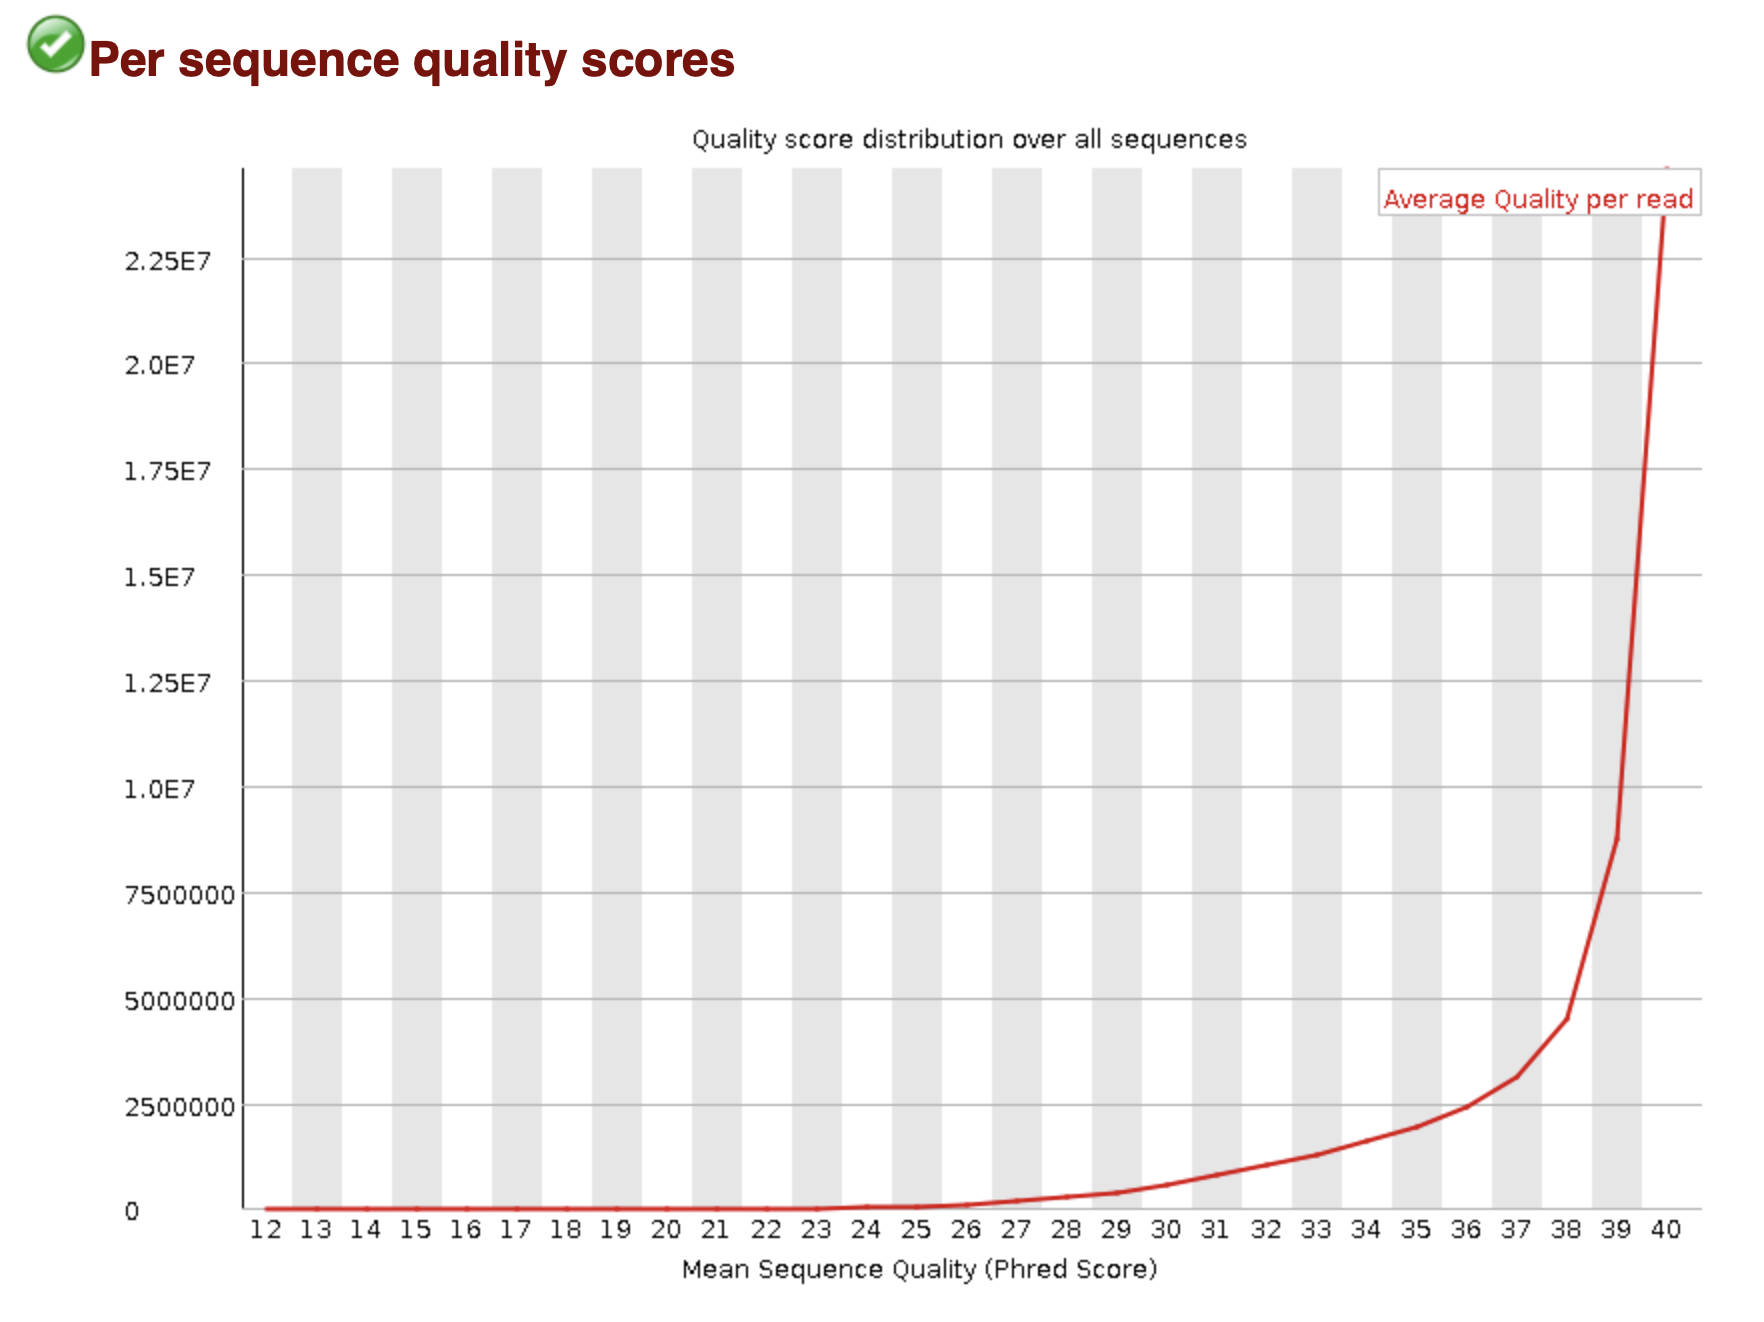 Per sequence quality scores
Quality score distribution over all sequences
Average Quality per read
2.25E7
2.0E7
1.75E7
1.5E7
1.25E7
1.0E7
7500000
5000000
2500000
0
12 13 14 15 16 17 18 19 20 21 22 23 24 25 26 27 28 29 30 31 32 33 34 35 36 37 38 39 40
Mean Sequence Quality (Phred Score)